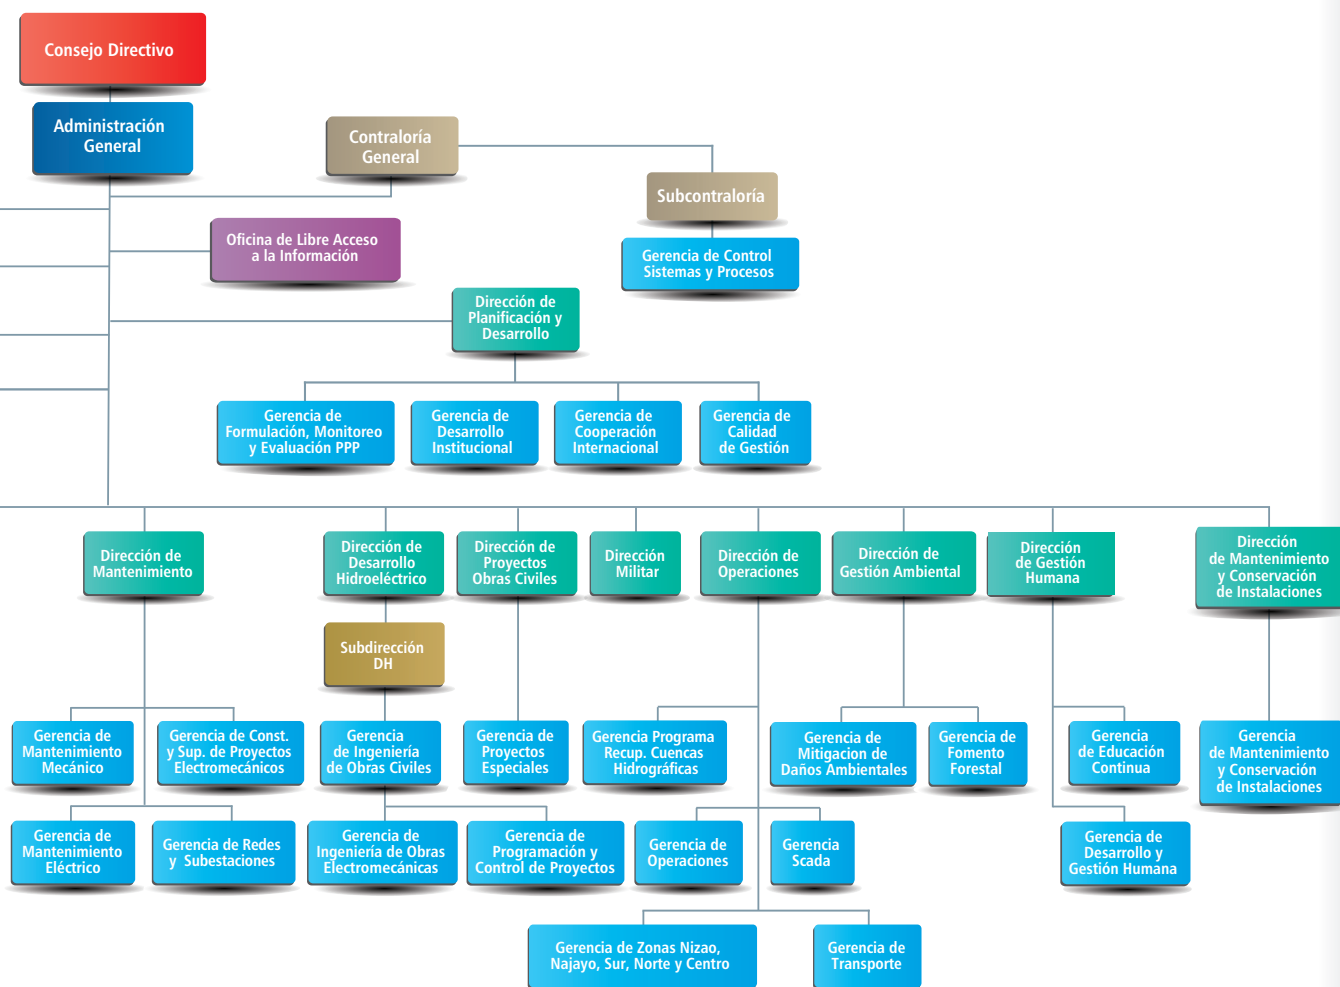 Consejo Directivo
Administración
General
Contraloría
General
Subcontraloría
Oficina de Libre Acceso
a la Información
Gerencia de Control
Sistemas y Procesos
Dirección de
Planificación y
Desarrollo
Gerencia de
Formulación, Monitoreo
y Evaluación PPP
Gerencia de
Desarrollo
Institucional
Gerencia de
Cooperación
Internacional
Gerencia de
Calidad
de Gestión
Dirección de
Mantenimiento
Dirección de
Desarrollo
Hidroeléctrico
Dirección de
Proyectos
Obras Civiles
Dirección
Militar
Dirección de
Operaciones
Dirección de
Gestión Ambiental
Dirección
de Gestión
Humana
Dirección
de Mantenimiento
y Conservación
de Instalaciones
Subdirección
DH
Gerencia de
Mantenimiento
Mecánico
Gerencia de Const.
y Sup. de Proyectos
Electromecánicos
Gerencia
de Ingeniería
de Obras Civiles
Gerencia de
Proyectos
Especiales
Gerencia Programa
Recup. Cuencas
Hidrográficas
Gerencia de
Mitigacion de
Daños Ambientales
Gerencia de
Fomento
Forestal
Gerencia
de Educación
Continua
Gerencia
de Mantenimiento
y Conservación
de Instalaciones
Gerencia de
Mantenimiento
Eléctrico
Gerencia de Redes
y Subestaciones
Gerencia de
Ingeniería de Obras
Electromecánicas
Gerencia de
Programación y
Control de Proyectos
Gerencia de
Operaciones
Gerencia
Scada
Gerencia de
Desarrollo y
Gestión Humana
Gerencia de Zonas Nizao,
Najayo, Sur, Norte y Centro
Gerencia de
Transporte